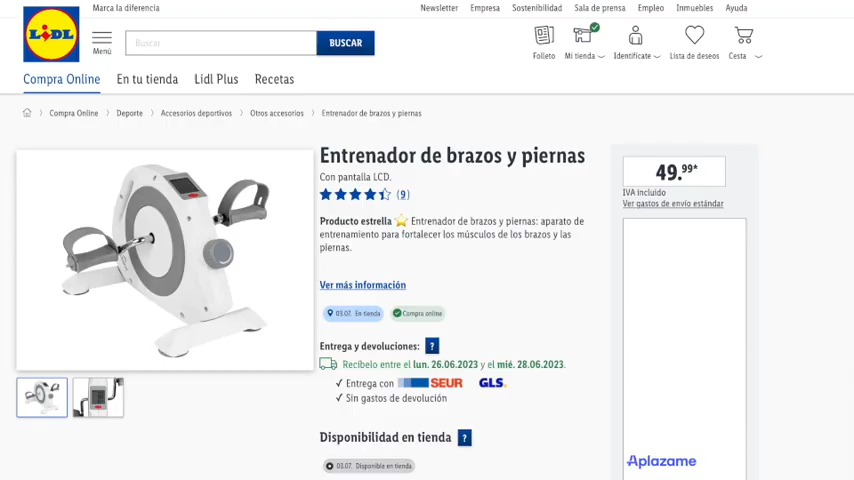 Marca la diferencia
Newsletter Empresa Sostenibilidad Sala de prensa Empleo Inmuebles Ayuda
LIDL
Menú
Buscar
BUSCAR
Folleto Mi tienda Identifícate Lista de deseos Cesta
Compra Online En tu tienda Lidl Plus Recetas
Compra Online Deporte Accesorios deportivos Otros accesorios Entrenador de brazos y piernas
Entrenador de brazos y piernas
Con pantalla LCD.
(9)
Producto estrella Entrenador de brazos y piernas: aparato de
entrenamiento para fortalecer los músculos de los brazos y las
piernas.
Ver más información
03.07. En tienda Compra online
Entrega y devoluciones: ?
Recíbelo entre el lun. 26.06.2023 y el mié. 28.06.2023.
✓ Entrega con SEUR GLS.
✓ Sin gastos de devolución
Disponibilidad en tienda ?
03.07. Disponible en tienda
49.99*
IVA incluido
Ver gastos de envío estándar
Aplazame